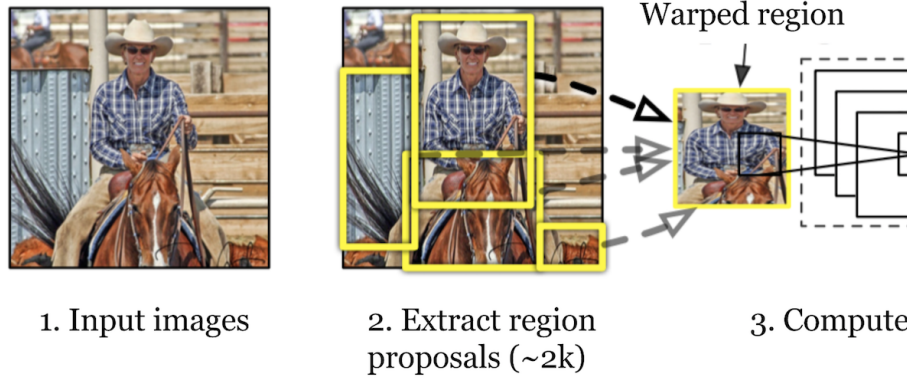 Warped region
1. Input images
2. Extract region
proposals (~2k)
3. Compute